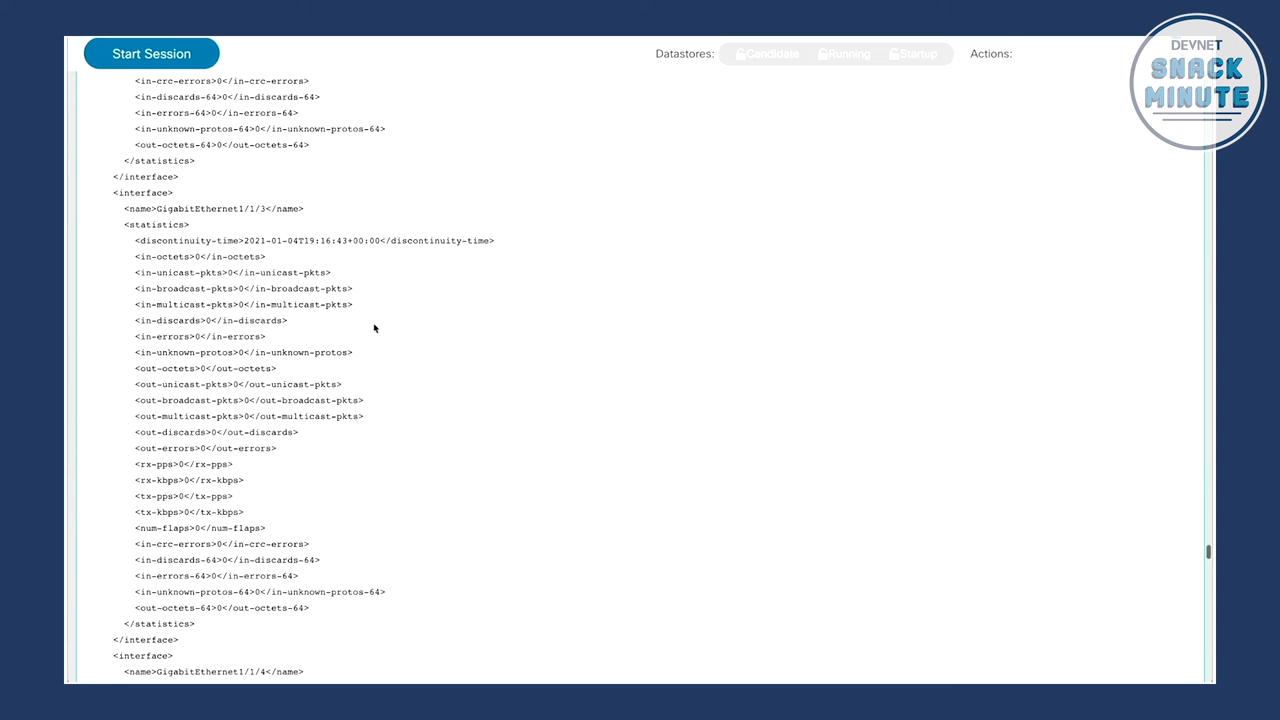 Start Session
Datastores:
Candidate
Running
Startup
Actions:
DEVNET
SNACK
MINUTE
<in-crc-errors>0</in-crc-errors>
<in-discards-64>0</in-discards-64>
<in-errors-64>0</in-errors-64>
<in-unknown-protos-64>0</in-unknown-protos-64>
<out-octets-64>0</out-octets-64>
</statistics>
</interface>
<interface>
<name>GigabitEthernet1/1/3</name>
<statistics>
<discontinuity-time>2021-01-04T19:16:43+00:00</discontinuity-time>
<in-octets>0</in-octets>
<in-unicast-pkts>0</in-unicast-pkts>
<in-broadcast-pkts>0</in-broadcast-pkts>
<in-multicast-pkts>0</in-multicast-pkts>
<in-discards>0</in-discards>
<in-errors>0</in-errors>
<in-unknown-protos>0</in-unknown-protos>
<out-octets>0</out-octets>
<out-unicast-pkts>0</out-unicast-pkts>
<out-broadcast-pkts>0</out-broadcast-pkts>
<out-multicast-pkts>0</out-multicast-pkts>
<out-discards>0</out-discards>
<out-errors>0</out-errors>
<rx-pps>0</rx-pps>
<rx-kbps>0</rx-kbps>
<tx-pps>0</tx-pps>
<tx-kbps>0</tx-kbps>
<num-flaps>0</num-flaps>
<in-crc-errors>0</in-crc-errors>
<in-discards-64>0</in-discards-64>
<in-errors-64>0</in-errors-64>
<in-unknown-protos-64>0</in-unknown-protos-64>
<out-octets-64>0</out-octets-64>
</statistics>
</interface>
<interface>
<name>GigabitEthernet1/1/4</name>